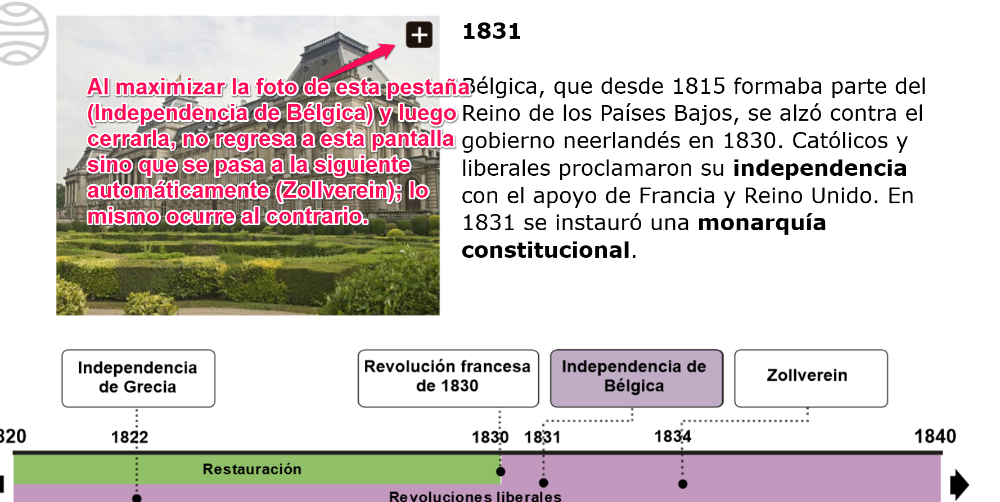 1831
Bélgica, que desde 1815 formaba parte del
Reino de los Países Bajos, se alzó contra el
gobierno neerlandés en 1830. Católicos y
liberales proclamaron su independencia
con el apoyo de Francia y Reino Unido. En
1831 se instauró una monarquía
constitucional.
Al maximizar la foto de esta pestaña
(Independencia de Bélgica) y luego
cerrarla, no regresa a esta pantalla
sino que se pasa a la siguiente
automáticamente (Zollverein); lo
mismo ocurre al contrario.
Independencia
de Grecia
Revolución francesa
de 1830
Independencia de
Bélgica
Zollverein
820
1822
1830
1831
1834
1840
Restauración
Revoluciones liberales